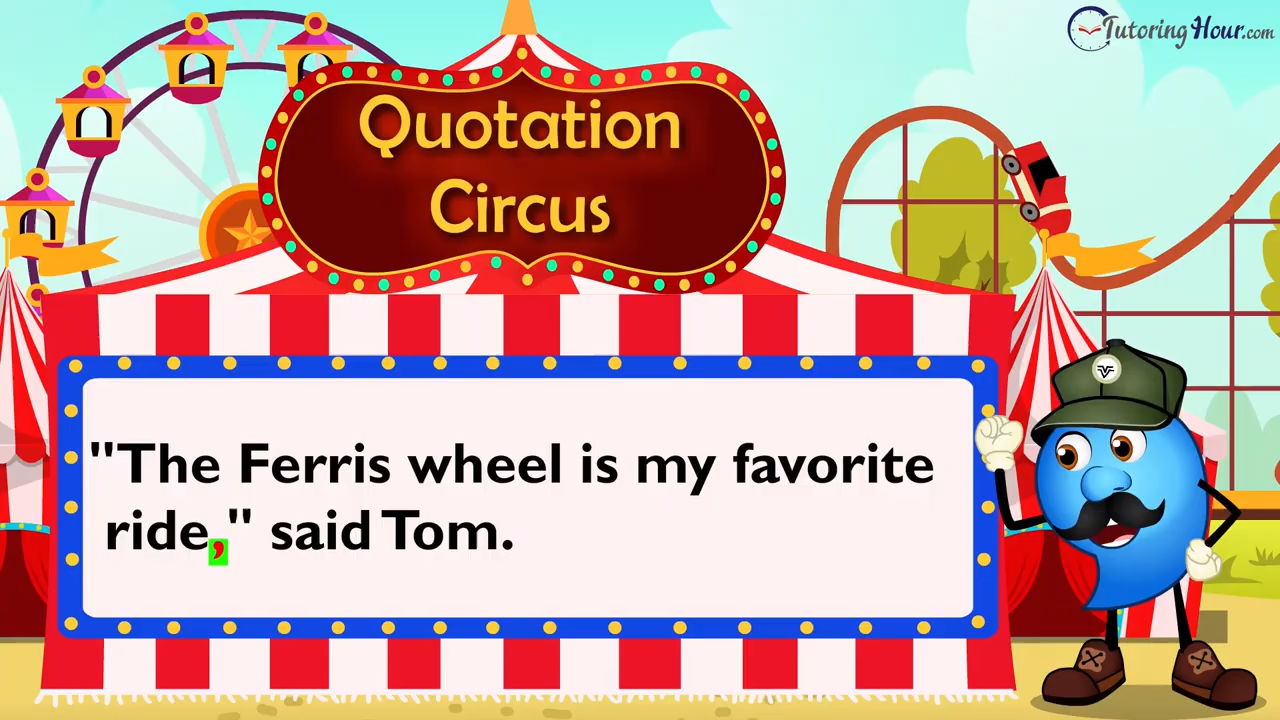 TutoringHour.com
Quotation
Circus
"The Ferris wheel is my favorite
ride," said Tom.